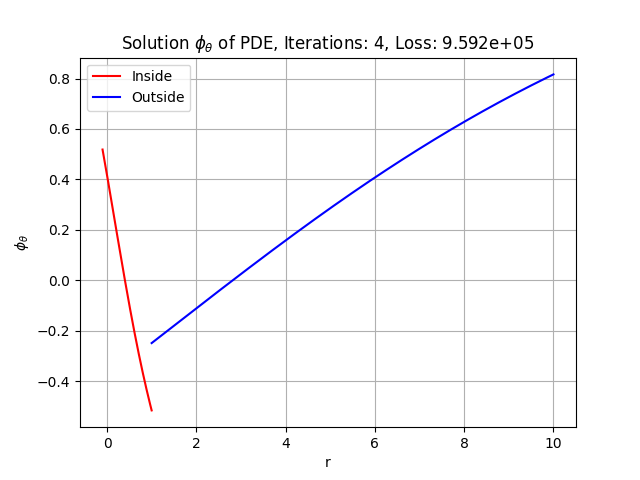 Solution ϕθ of PDE, Iterations: 4, Loss: 9.592e+05
Inside
Outside
0.8
0.6
0.4
0.2
0.0
−0.2
−0.4
ϕθ
0
2
4
6
8
10
r